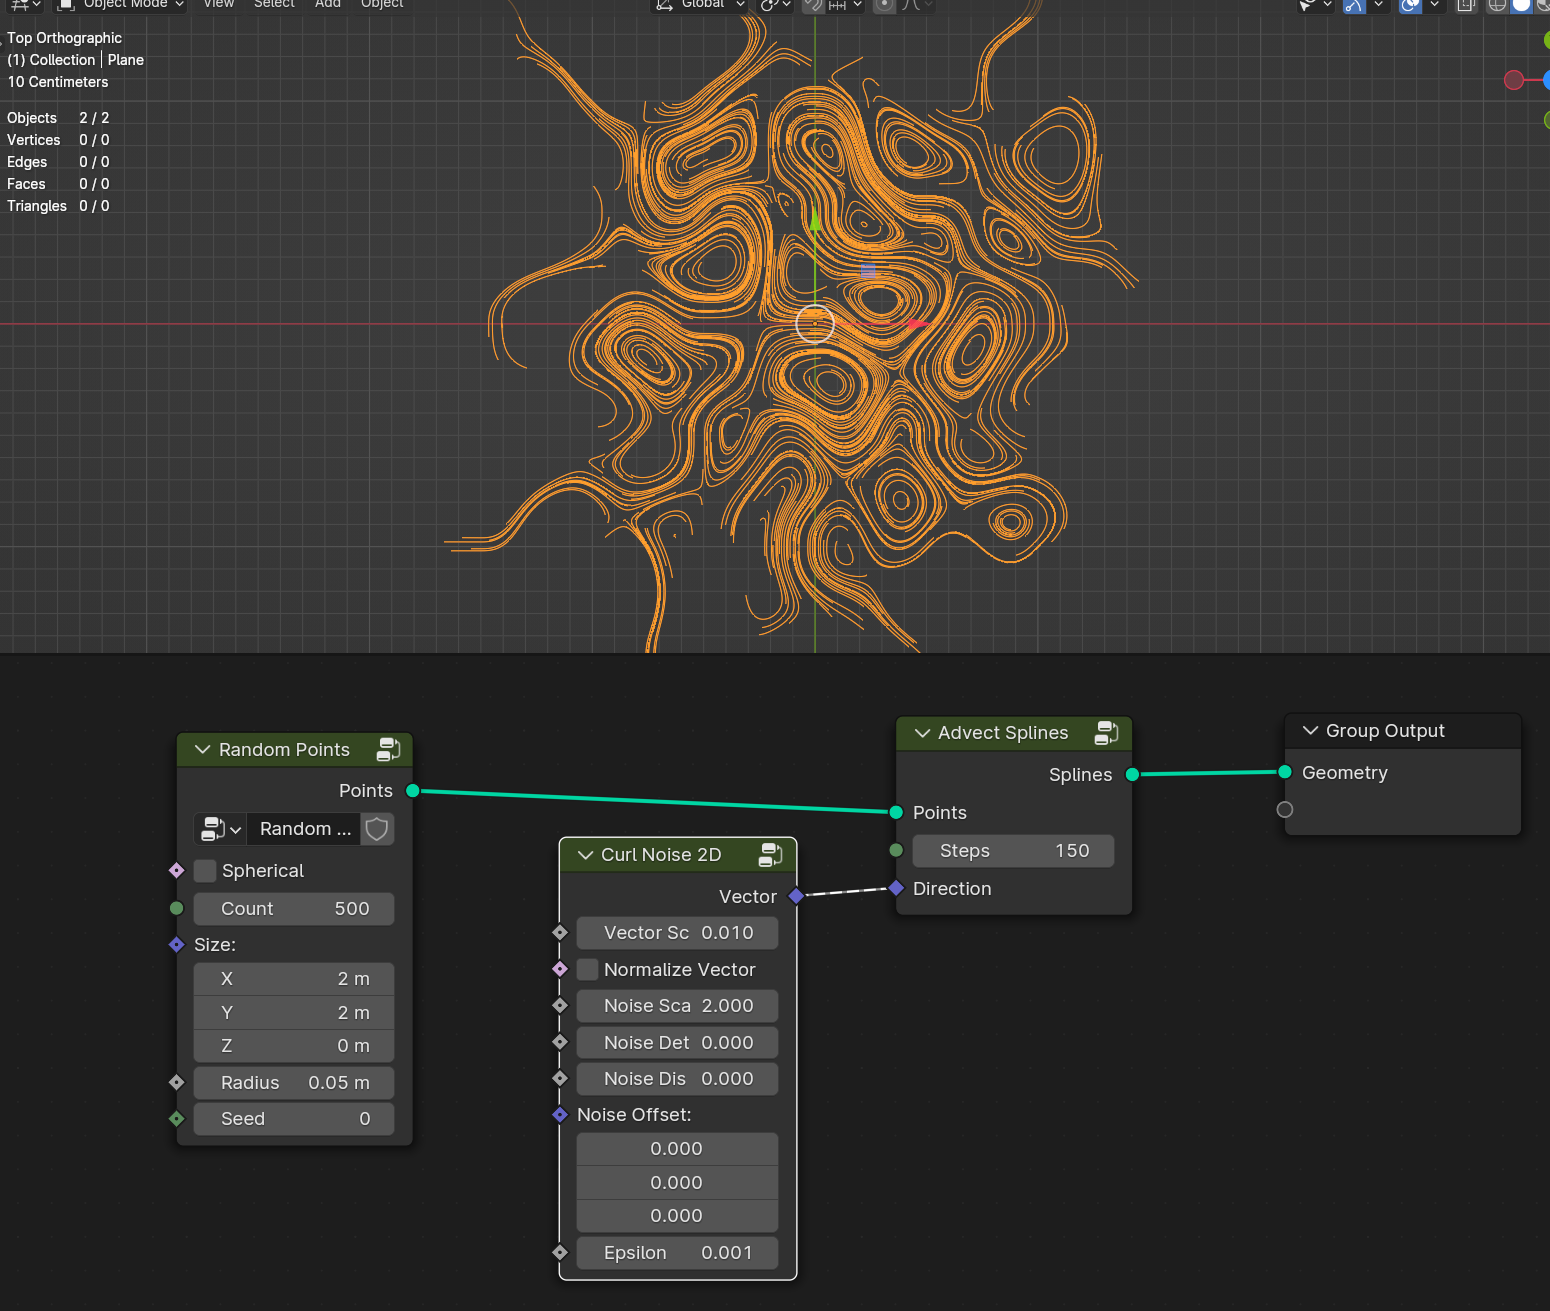 Object Mode View Select Add Object Global
Top Orthographic
(1) Collection | Plane
10 Centimeters
Objects 2 / 2
Vertices 0 / 0
Edges 0 / 0
Faces 0 / 0
Triangles 0 / 0
Random Points
Points
Random ...
Spherical
Count 500
Size:
X 2 m
Y 2 m
Z 0 m
Radius 0.05 m
Seed 0
Curl Noise 2D
Vector
Vector Sc 0.010
Normalize Vector
Noise Sca 2.000
Noise Det 0.000
Noise Dis 0.000
Noise Offset:
0.000
0.000
0.000
Epsilon 0.001
Advect Splines
Splines
Points
Steps 150
Direction
Group Output
Geometry